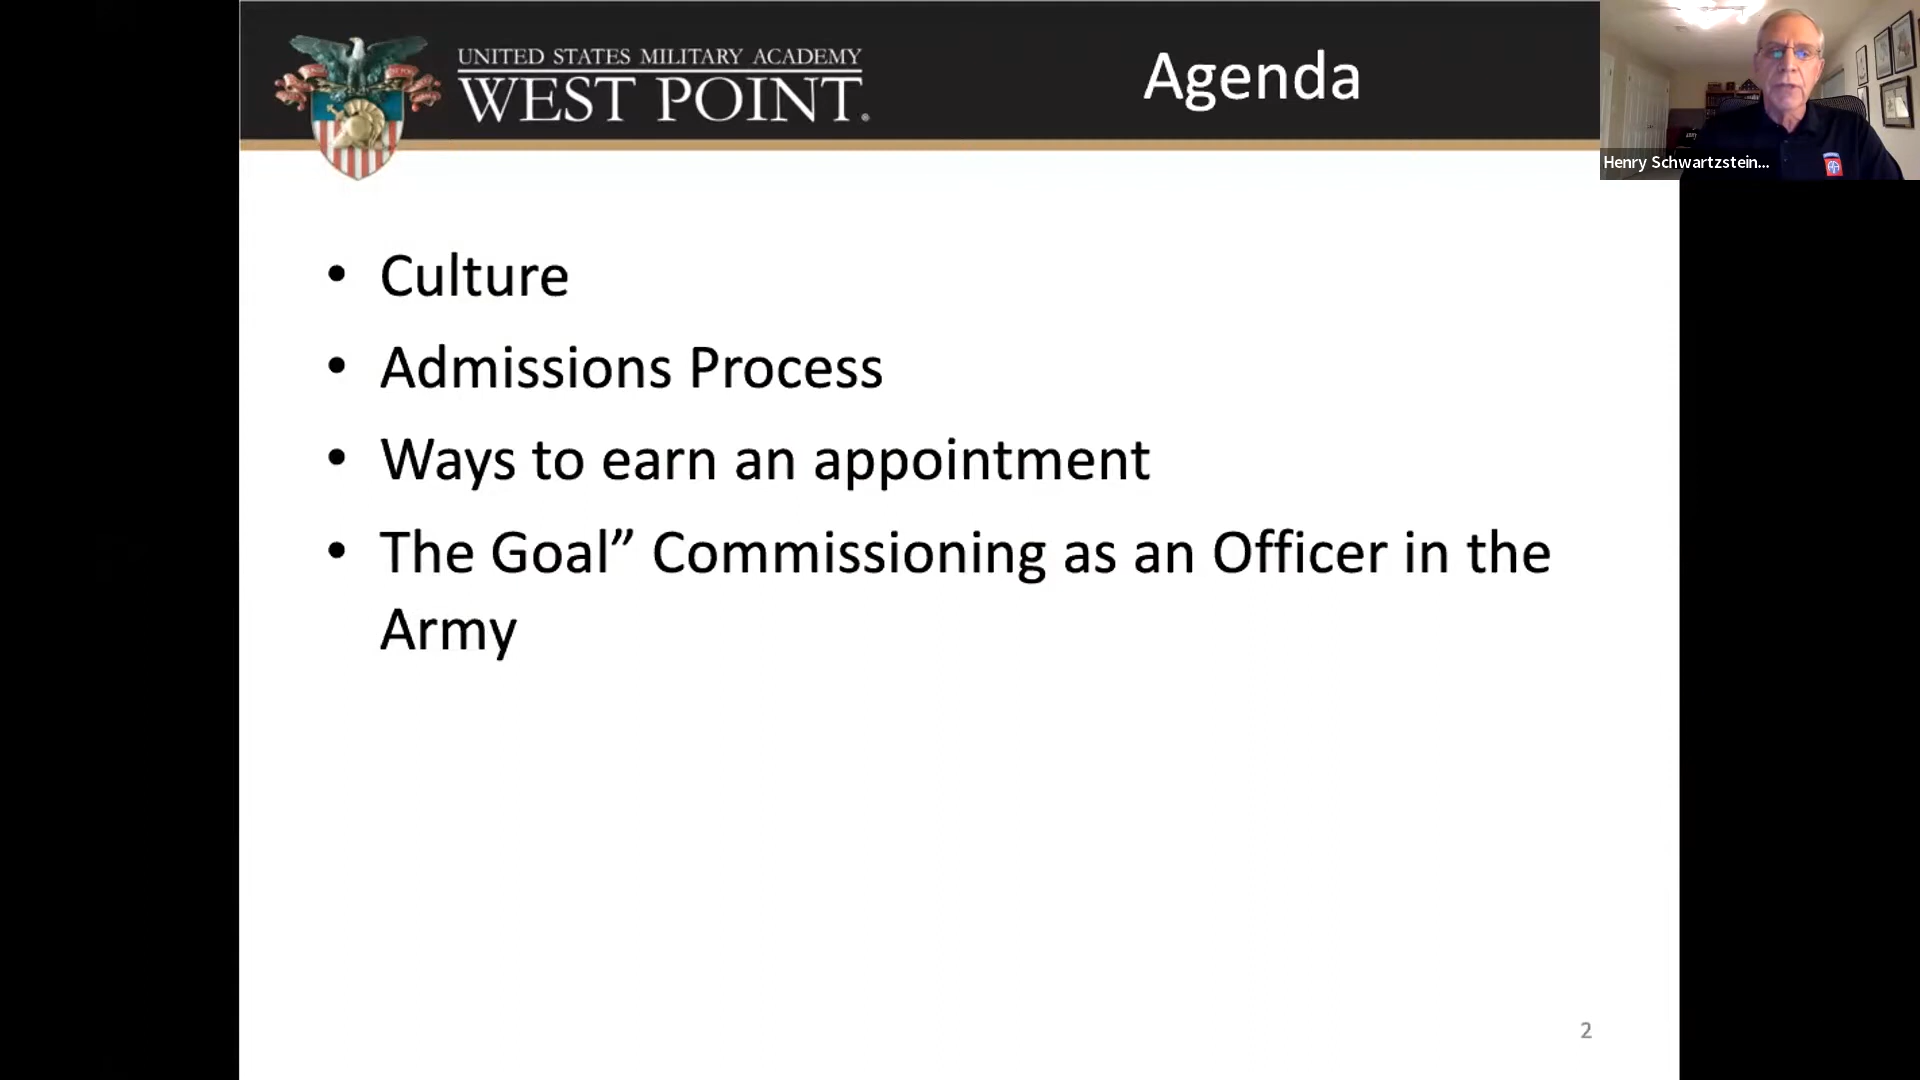 UNITED STATES MILITARY ACADEMY
WEST POINT®
Agenda
Henry Schwartzstein...
• Culture
• Admissions Process
• Ways to earn an appointment
• The Goal” Commissioning as an Officer in the
Army
2